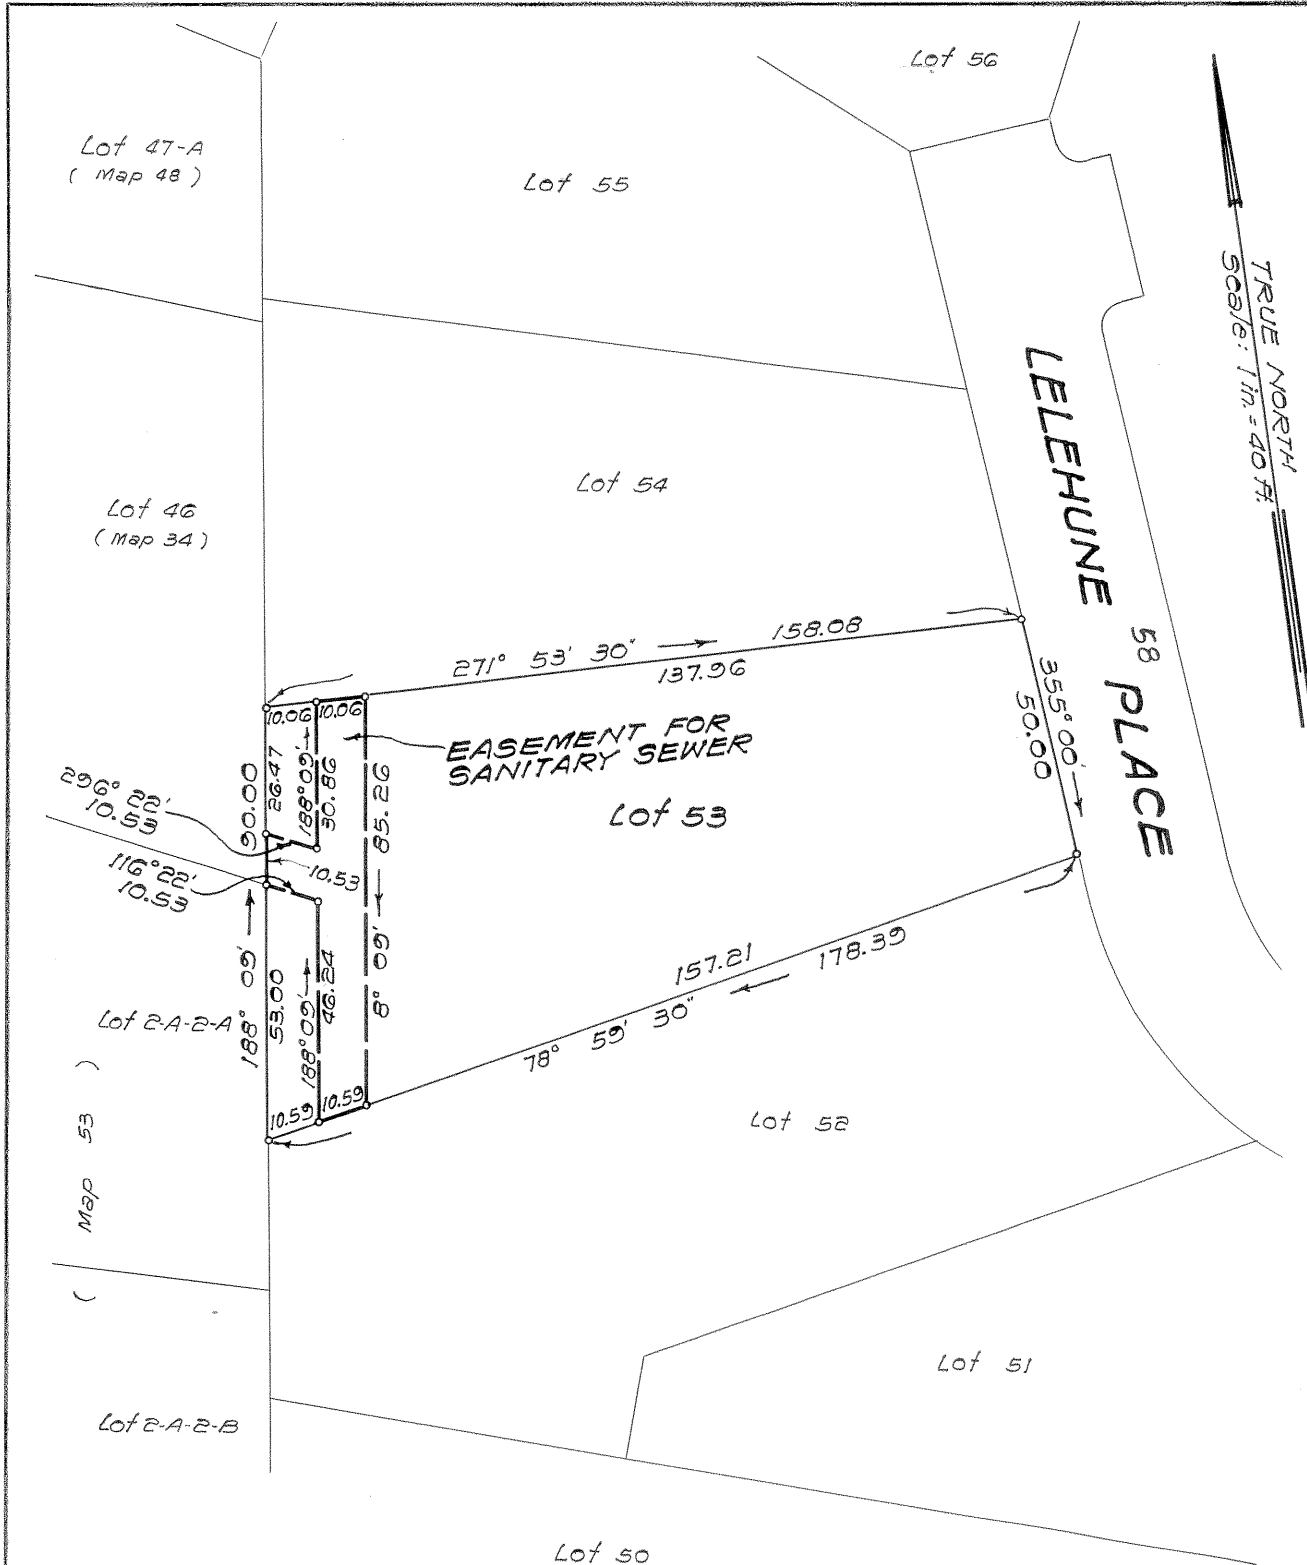 Lot 56
Lot 47-A
( Map 48 )
Lot 55
TRUE NORTH
Scale: 1 in. = 40 ft.
LELEHUNE PLACE
58
Lot 54
Lot 46
( Map 34 )
271° 53' 30"
158.08
137.96
355° 00'
50.00
10.06
10.06
EASEMENT FOR
SANITARY SEWER
Lot 53
296° 22'
10.53
90.00
26.47
188° 09'
30.86
85.26
116° 22'
10.53
10.53
188° 09'
53.00
188° 09'
46.24
8° 09'
157.21
178.39
78° 59' 30"
Lot 2-A-2-A
10.59
10.59
( Map 53 )
Lot 52
Lot 51
Lot 2-A-2-B
Lot 50